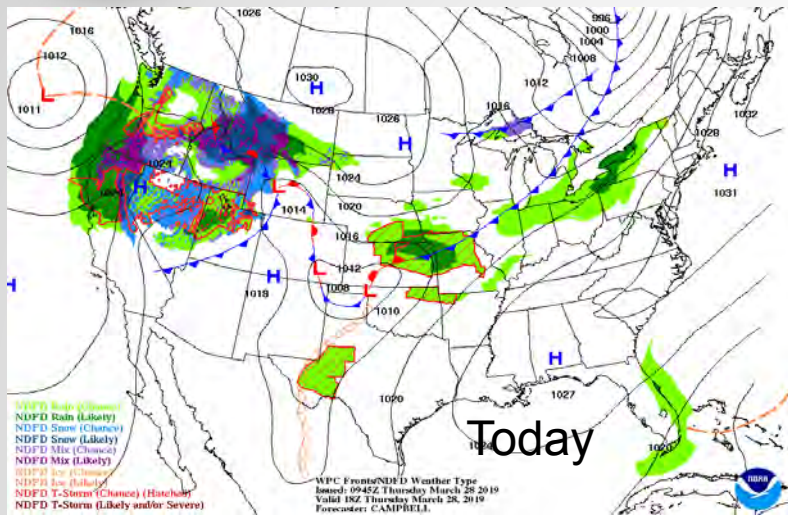 1026
996
1000
1004
1008
1016
1012
1012
1030
H
1016
1011
L
1028
1026
H
1032
1028
1024
1024
H
1031
H
L
1014
1020
1016
H
1018
L
1012
1008
L
1010
H
H
1027
1020
Today
1020
NDFD Rain (Chance)
NDFD Rain (Likely)
NDFD Snow (Chance)
NDFD Snow (Likely)
NDFD Mix (Chance)
NDFD Mix (Likely)
NDFD Ice (Chance)
NDFD Ice (Likely)
NDFD T-Storm (Chance) (Hatched)
NDFD T-Storm (Likely and/or Severe)
WPC Fronts/NDFD Weather Type
Issued: 0945Z Thursday March 28 2019
Valid 18Z Thursday March 28, 2019
Forecaster: CAMPBELL
NOAA